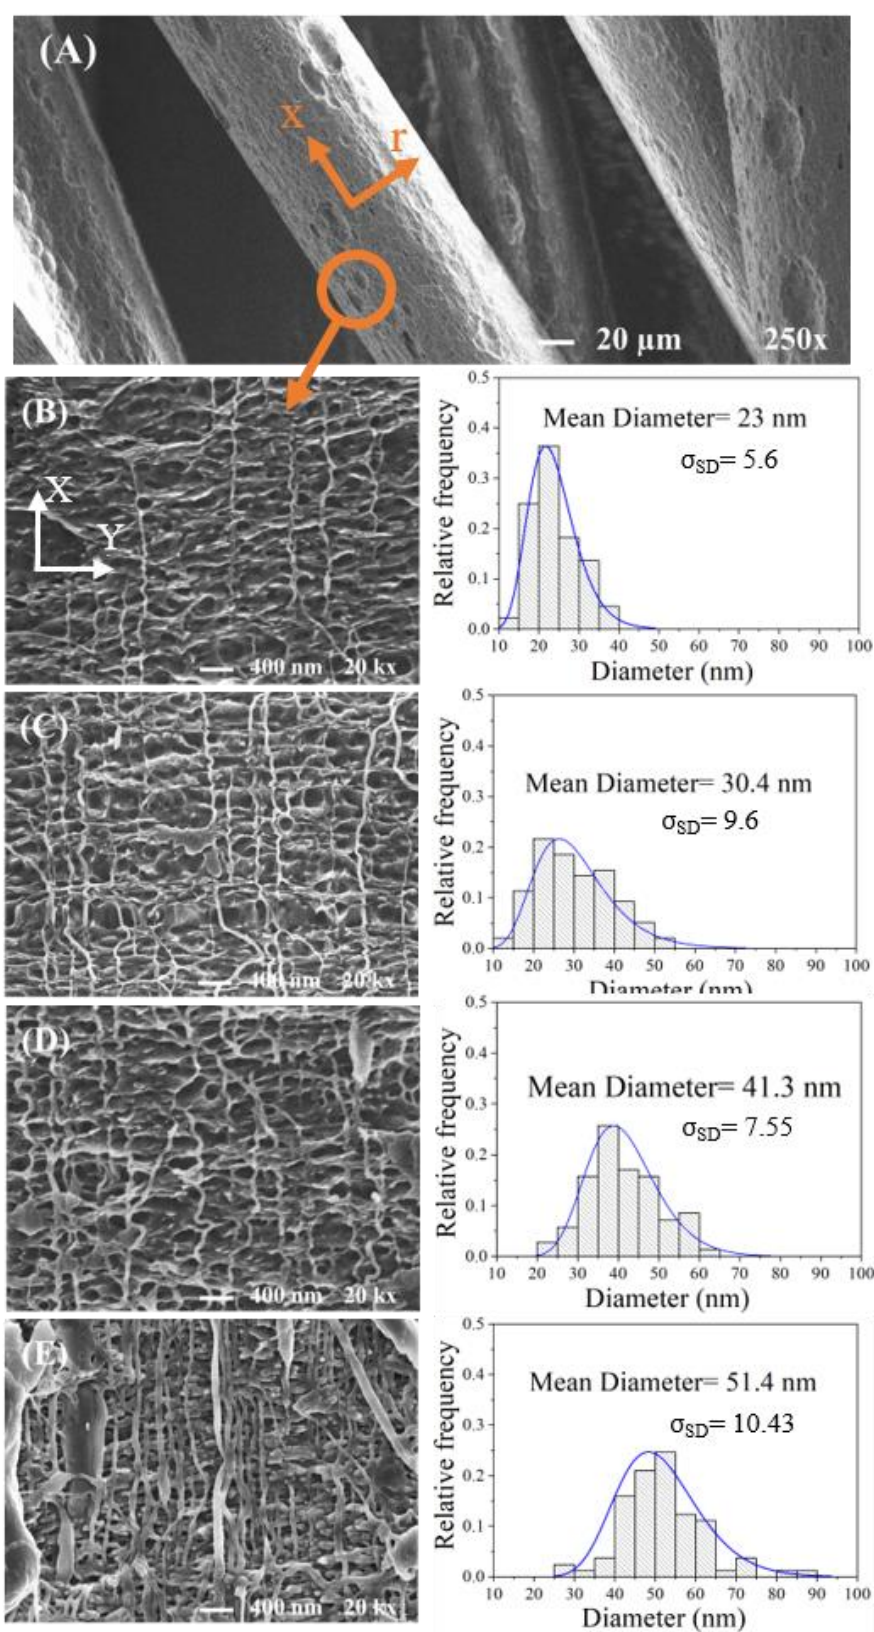 (A)
x
r
20 μm 250x
(B)
X
Y
400 nm 20 kx
0.5
0.4
0.3
0.2
0.1
0.0
Relative frequency
Mean Diameter= 23 nm
σSD= 5.6
10 20 30 40 50 60 70 80 90 100
Diameter (nm)
(C)
400 nm 20 kx
0.5
0.4
0.3
0.2
0.1
0.0
Relative frequency
Mean Diameter= 30.4 nm
σSD= 9.6
10 20 30 40 50 60 70 80 90 100
Diameter (nm)
(D)
400 nm 20 kx
0.5
0.4
0.3
0.2
0.1
0.0
Relative frequency
Mean Diameter= 41.3 nm
σSD= 7.55
10 20 30 40 50 60 70 80 90 100
Diameter (nm)
(E)
400 nm 20 kx
0.5
0.4
0.3
0.2
0.1
0.0
Relative frequency
Mean Diameter= 51.4 nm
σSD= 10.43
10 20 30 40 50 60 70 80 90 100
Diameter (nm)